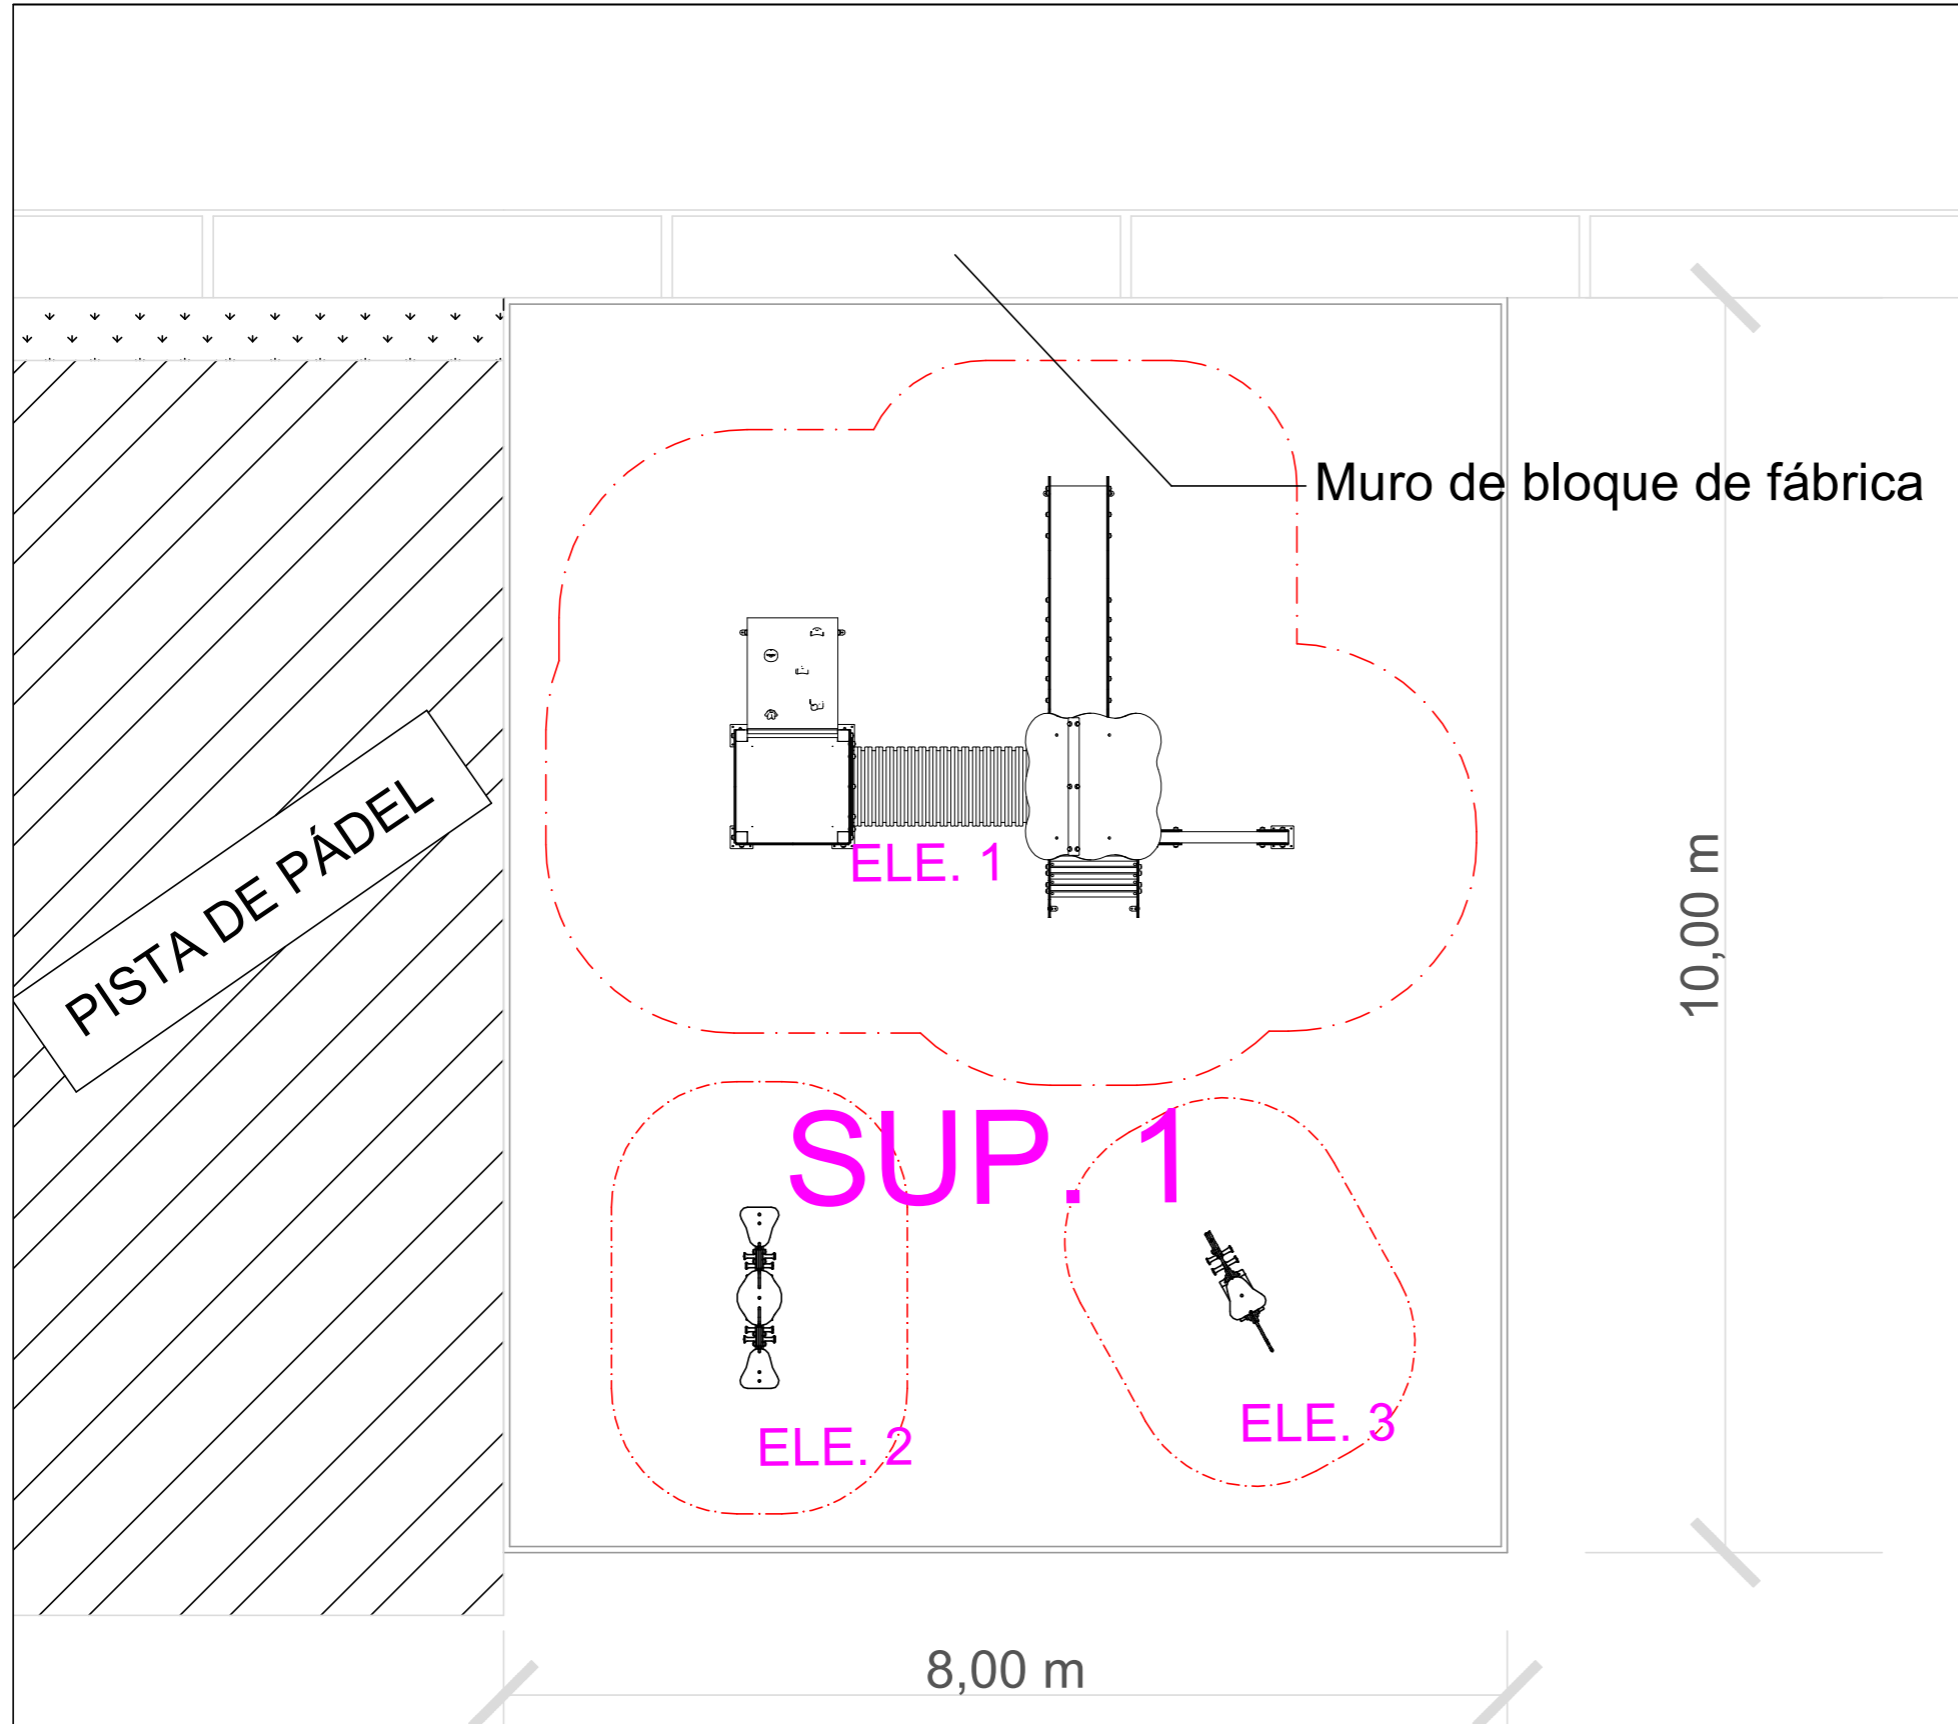 Muro de bloque de fábrica
PISTA DE PÁDEL
ELE. 1
10,000 m
SUP. 1
ELE. 2
ELE. 3
8,00 m